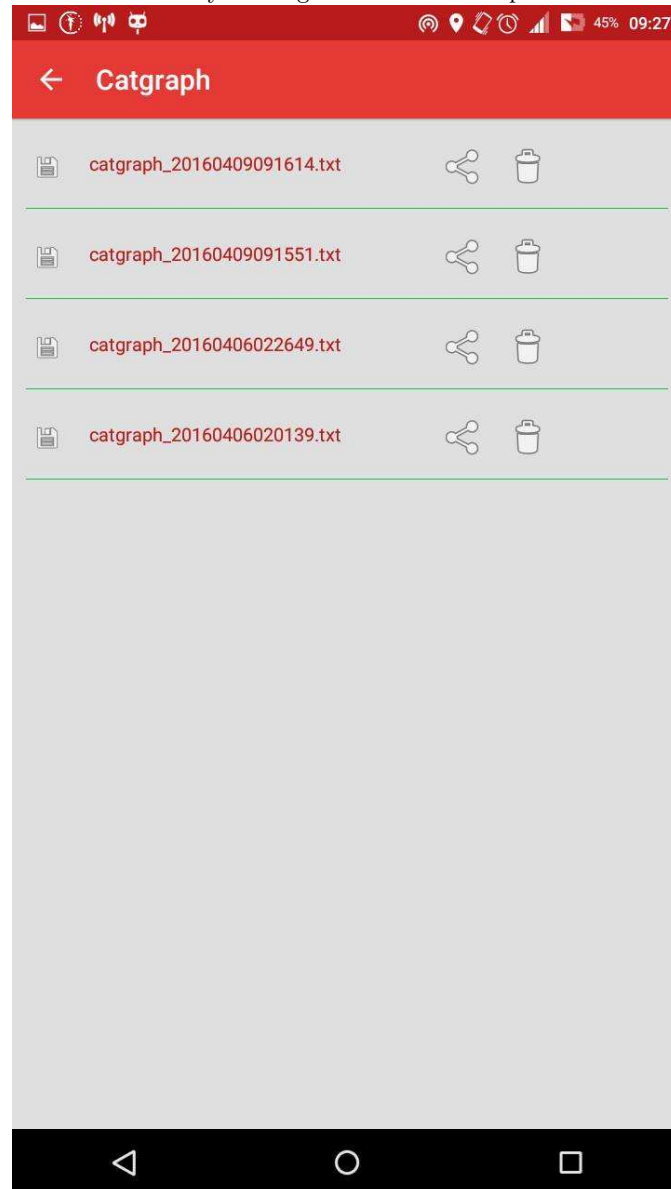 45% 09:27
Catgraph
catgraph_20160409091614.txt
catgraph_20160409091551.txt
catgraph_20160406022649.txt
catgraph_20160406020139.txt